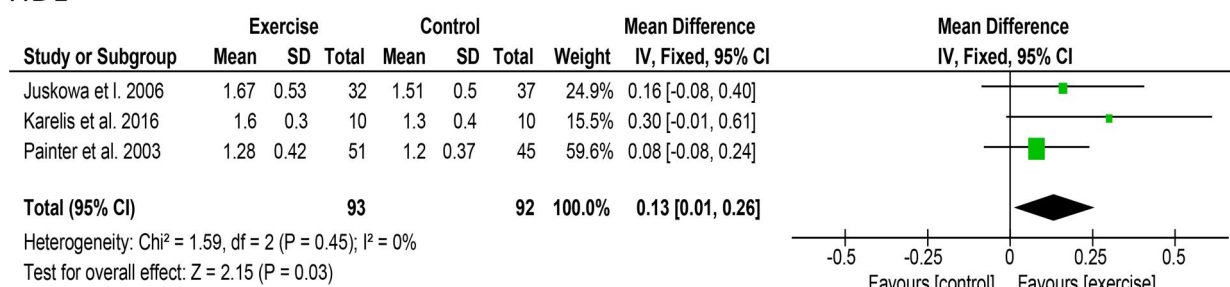 Exercise Control Mean Difference Mean Difference
Study or Subgroup Mean SD Total Mean SD Total Weight IV, Fixed, 95% CI IV, Fixed, 95% CI
Juskowa et l. 2006 1.67 0.53 32 1.51 0.5 37 24.9% 0.16 [-0.08, 0.40]
Karelis et al. 2016 1.6 0.3 10 1.3 0.4 10 15.5% 0.30 [-0.01, 0.61]
Painter et al. 2003 1.28 0.42 51 1.2 0.37 45 59.6% 0.08 [-0.08, 0.24]
Total (95% CI) 93 92 100.0% 0.13 [0.01, 0.26]
Heterogeneity: Chi² = 1.59, df = 2 (P = 0.45); I² = 0%
Test for overall effect: Z = 2.15 (P = 0.03)
-0.5 -0.25 0 0.25 0.5
Favours [control] Favours [exercise]